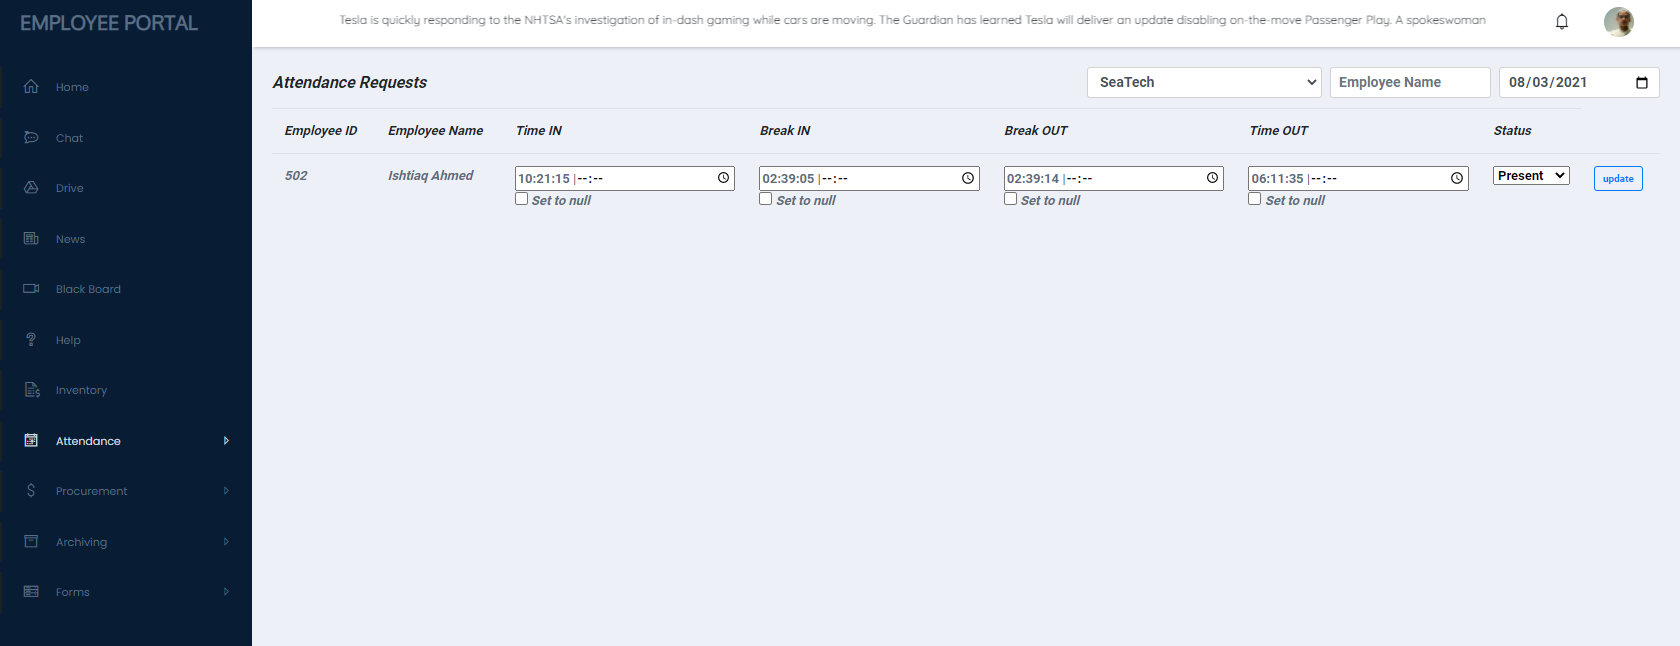 EMPLOYEE PORTAL
Tesla is quickly responding to the NHTSA's investigation of in-dash gaming while cars are moving. The Guardian has learned Tesla will deliver an update disabling on-the-move Passenger Play. A spokeswoman
Home
Chat
Drive
News
Black Board
Help
Inventory
Attendance
Procurement
Archiving
Forms
Attendance Requests
SeaTech
Employee Name
08/03/2021
Employee ID Employee Name Time IN Break IN Break OUT Time OUT Status
502 Ishtiaq Ahmed 10:21:15 |--:-- 02:39:05 |--:-- 02:39:14 |--:-- 06:11:35 |--:-- Present update
Set to null Set to null Set to null Set to null